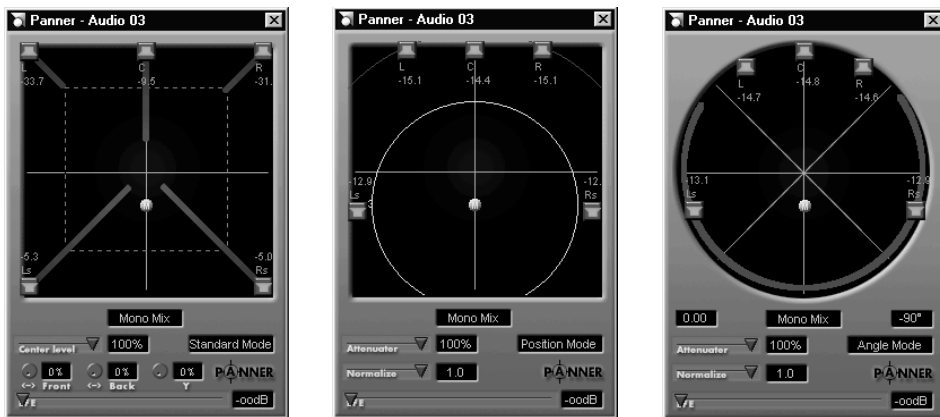 Panner - Audio 03
L
C
R
-33.7
-9.5
-31.
-5.3
-5.0
Ls
Rs
Mono Mix
Center level
100%
Standard Mode
0%
0%
0%
<-> Front
<-> Back
Y
PANNER
-oodB
Panner - Audio 03
L
C
R
-15.1
-14.4
-15.1
-12.9
-12.
Ls
Rs
Mono Mix
Attenuater
100%
Position Mode
Normalize
1.0
PANNER
-oodB
Panner - Audio 03
C
-14.8
L
R
-14.7
-14.6
-13.1
-12.9
Ls
Rs
0.00
Mono Mix
-90°
Attenuater
100%
Angle Mode
Normalize
1.0
PANNER
-oodB